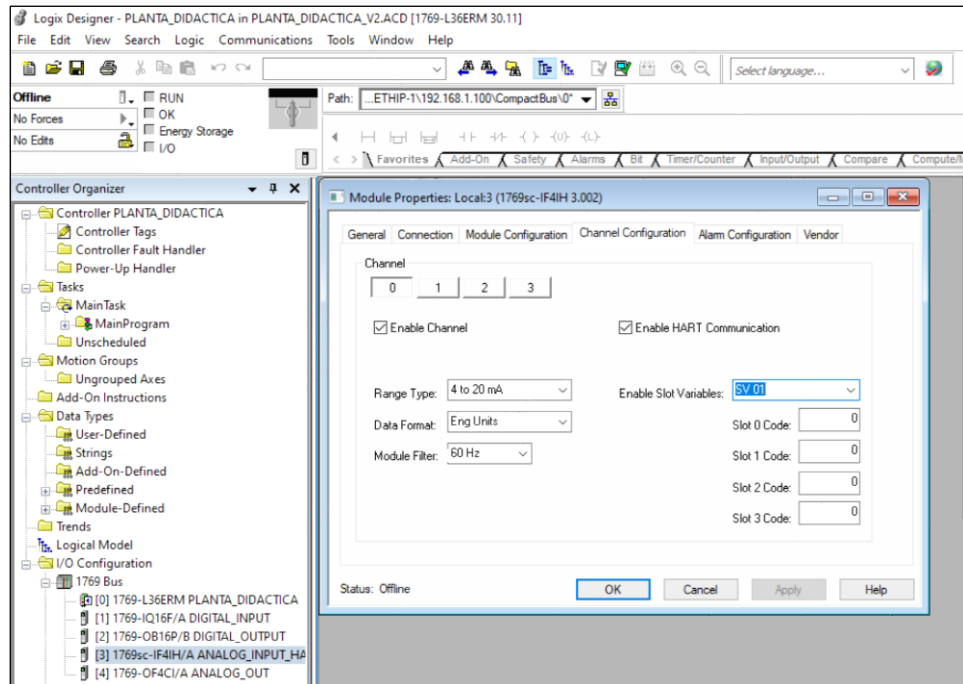 Logix Designer - PLANTA_DIDACTICA in PLANTA_DIDACTICA_V2.ACD [1769-L36ERM 30.11]
File Edit View Search Logic Communications Tools Window Help
Select language...
Offline
RUN
No Forces
OK
No Edits
Energy Storage
I/O
Path: ...ETHIP-1\192.168.1.100\CompactBus\0*
Favorites Add-On Safety Alarms Bit Timer/Counter Input/Output Compare Compute/M
Controller Organizer
Controller PLANTA_DIDACTICA
Controller Tags
Controller Fault Handler
Power-Up Handler
Tasks
MainTask
MainProgram
Unscheduled
Motion Groups
Ungrouped Axes
Add-On Instructions
Data Types
User-Defined
Strings
Add-On-Defined
Predefined
Module-Defined
Trends
Logical Model
I/O Configuration
1769 Bus
[0] 1769-L36ERM PLANTA_DIDACTICA
[1] 1769-IQ16F/A DIGITAL_INPUT
[2] 1769-OB16P/B DIGITAL_OUTPUT
[3] 1769sc-IF4IH/A ANALOG_INPUT_HA
[4] 1769-OF4CI/A ANALOG_OUT
Module Properties: Local:3 (1769sc-IF4IH 3.002)
General Connection Module Configuration Channel Configuration Alarm Configuration Vendor
Channel
0 1 2 3
Enable Channel
Enable HART Communication
Range Type: 4 to 20 mA
Enable Slot Variables: SV 01
Data Format: Eng Units
Slot 0 Code: 0
Module Filter: 60 Hz
Slot 1 Code: 0
Slot 2 Code: 0
Slot 3 Code: 0
Status: Offline
OK Cancel Apply Help